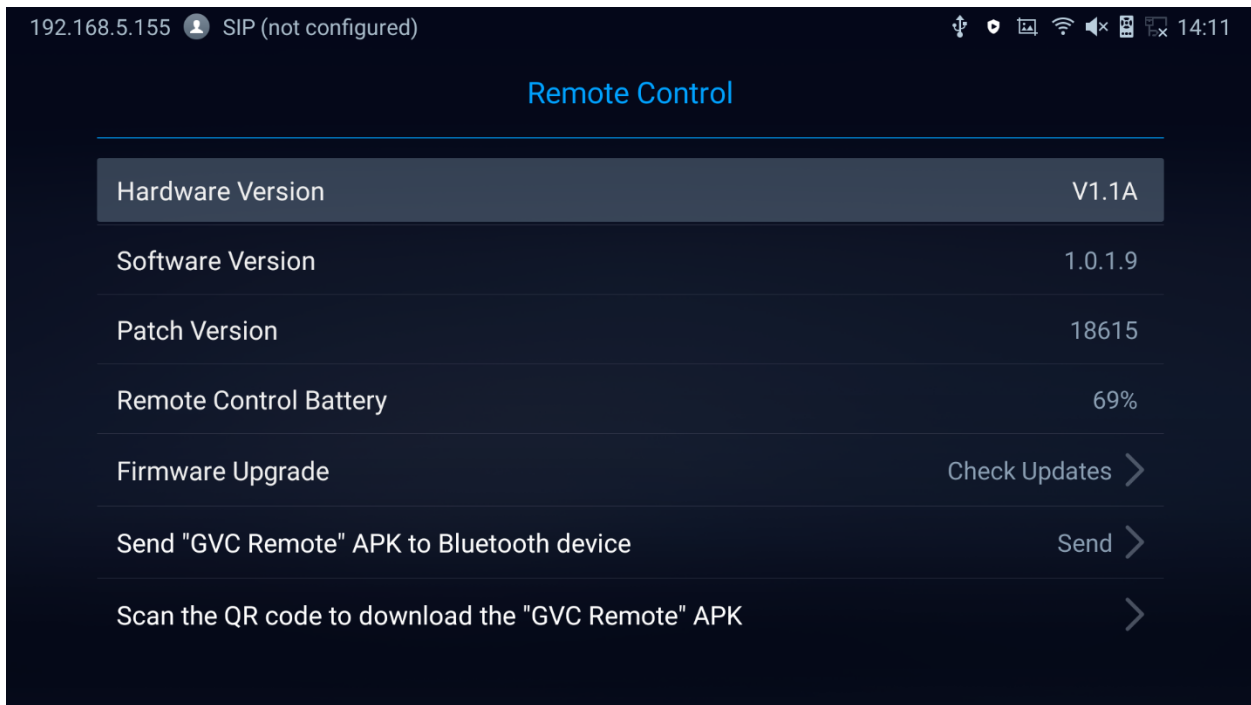 192.168.5.155 SIP (not configured) 14:11
Remote Control
Hardware Version V1.1A
Software Version 1.0.1.9
Patch Version 18615
Remote Control Battery 69%
Firmware Upgrade Check Updates
Send "GVC Remote" APK to Bluetooth device Send
Scan the QR code to download the "GVC Remote" APK